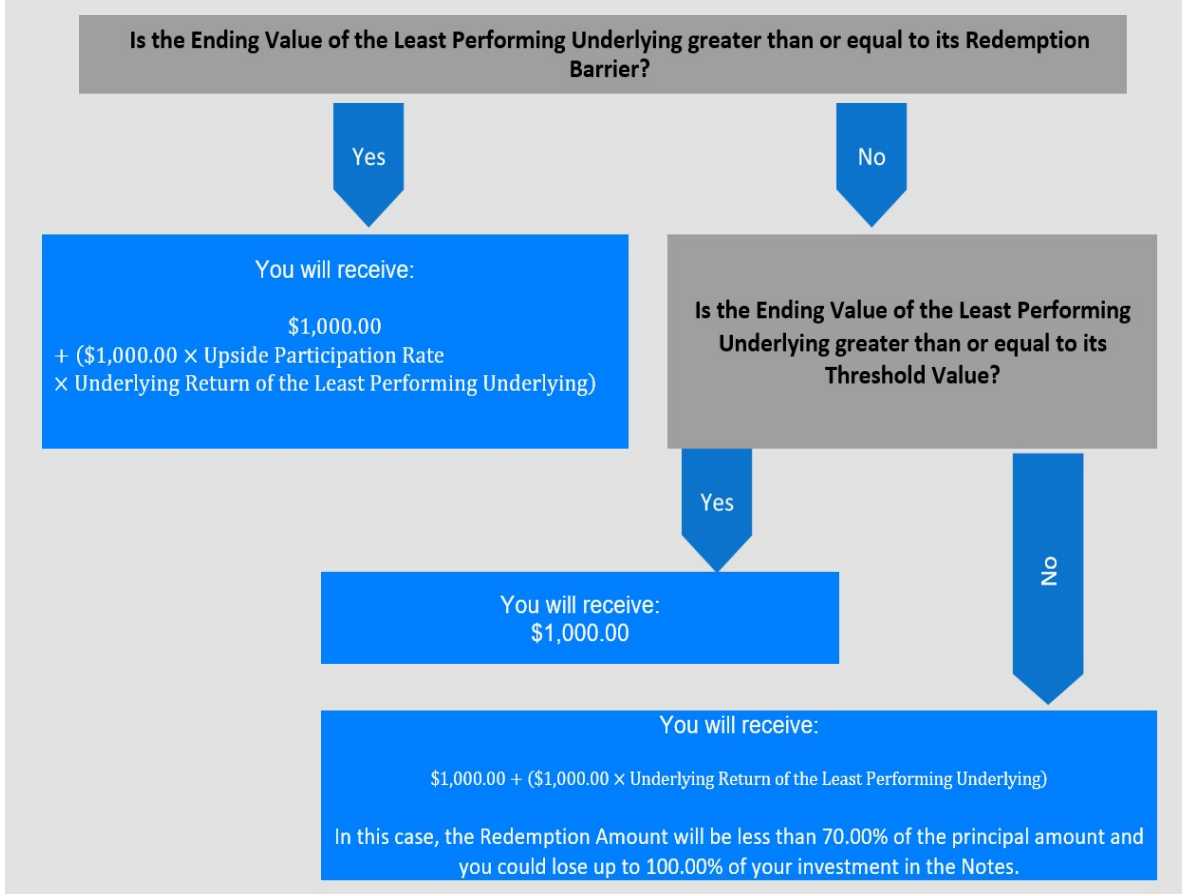 Is the Ending Value of the Least Performing Underlying greater than or equal to its Redemption
Barrier?
Yes
No
You will receive:
$1,000.00
+ ($1,000.00 × Upside Participation Rate
× Underlying Return of the Least Performing Underlying)
Is the Ending Value of the Least Performing
Underlying greater than or equal to its
Threshold Value?
Yes
No
You will receive:
$1,000.00
You will receive:
$1,000.00 + ($1,000.00 × Underlying Return of the Least Performing Underlying)
In this case, the Redemption Amount will be less than 70.00% of the principal amount and
you could lose up to 100.00% of your investment in the Notes.